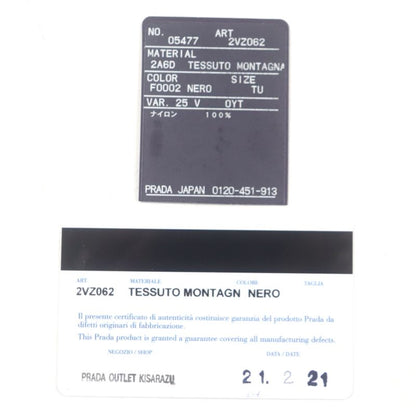 NO. ART
05477 2VZ062
MATERIAL
2A6D TESSUTO MONTAGNA
COLOR SIZE
F0002 NERO TU
VAR. 25 V OYT
ナイロン 100%
PRADA JAPAN 0120-451-913
ART. MATERIALE COLORE TAGLIA
2VZ062 TESSUTO MONTAGN NERO
Il presente certificato di autenticità costituisce garanzia del prodotto Prada da
difetti originari di fabbricazione.
This Prada product is granted a guarantee covering all manufacturing defects.
NEGOZIO / SHOP DATA / DATE
PRADA OUTLET KISARAZU 21. 2 21